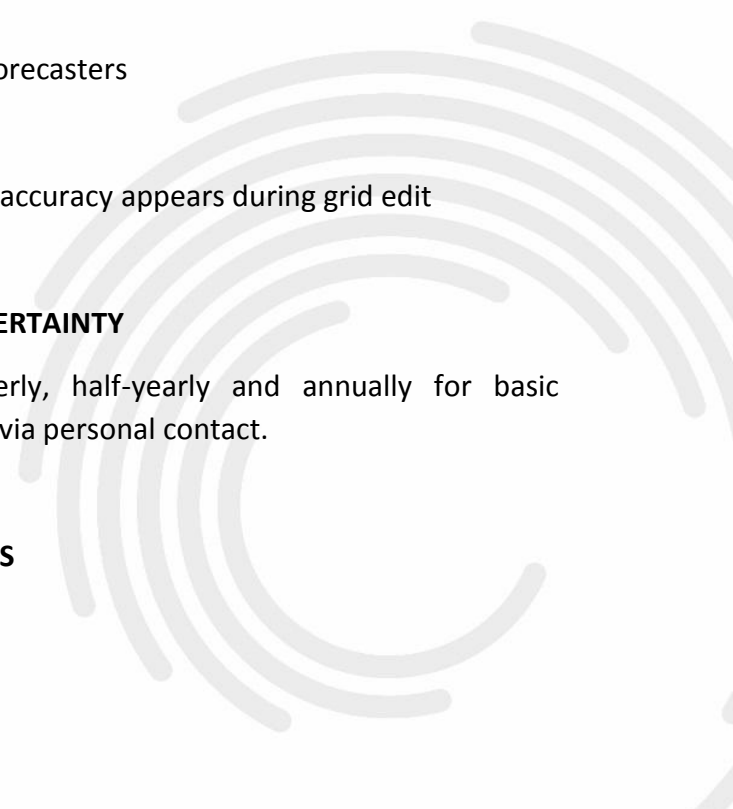 orecasters
accuracy appears during grid edit
ERTAINTY
erly, half-yearly and annually for basic
via personal contact.
S